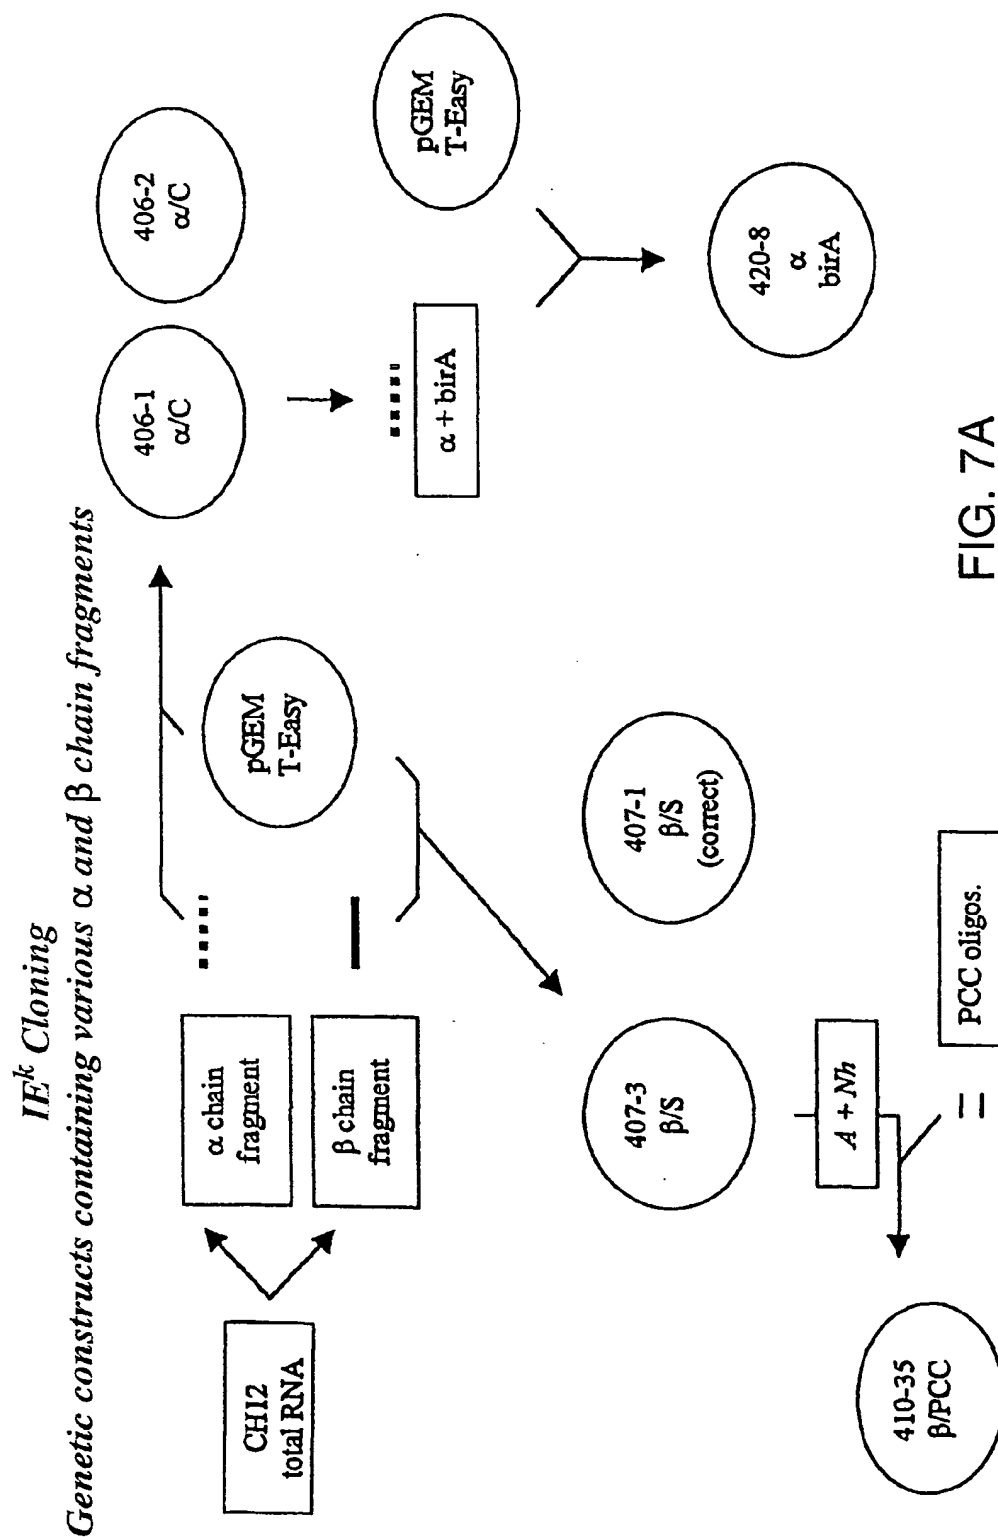 IEᵏ Cloning
Genetic constructs containing various α and β chain fragments
CH12
total RNA
α chain
fragment
β chain
fragment
pGEM
T-Easy
406-1
α/C
406-2
α/C
α + birA
pGEM
T-Easy
420-8
α
birA
407-3
β/S
407-1
β/S
(correct)
A + Nh
PCC oligos.
410-35
β/PCC
FIG. 7A